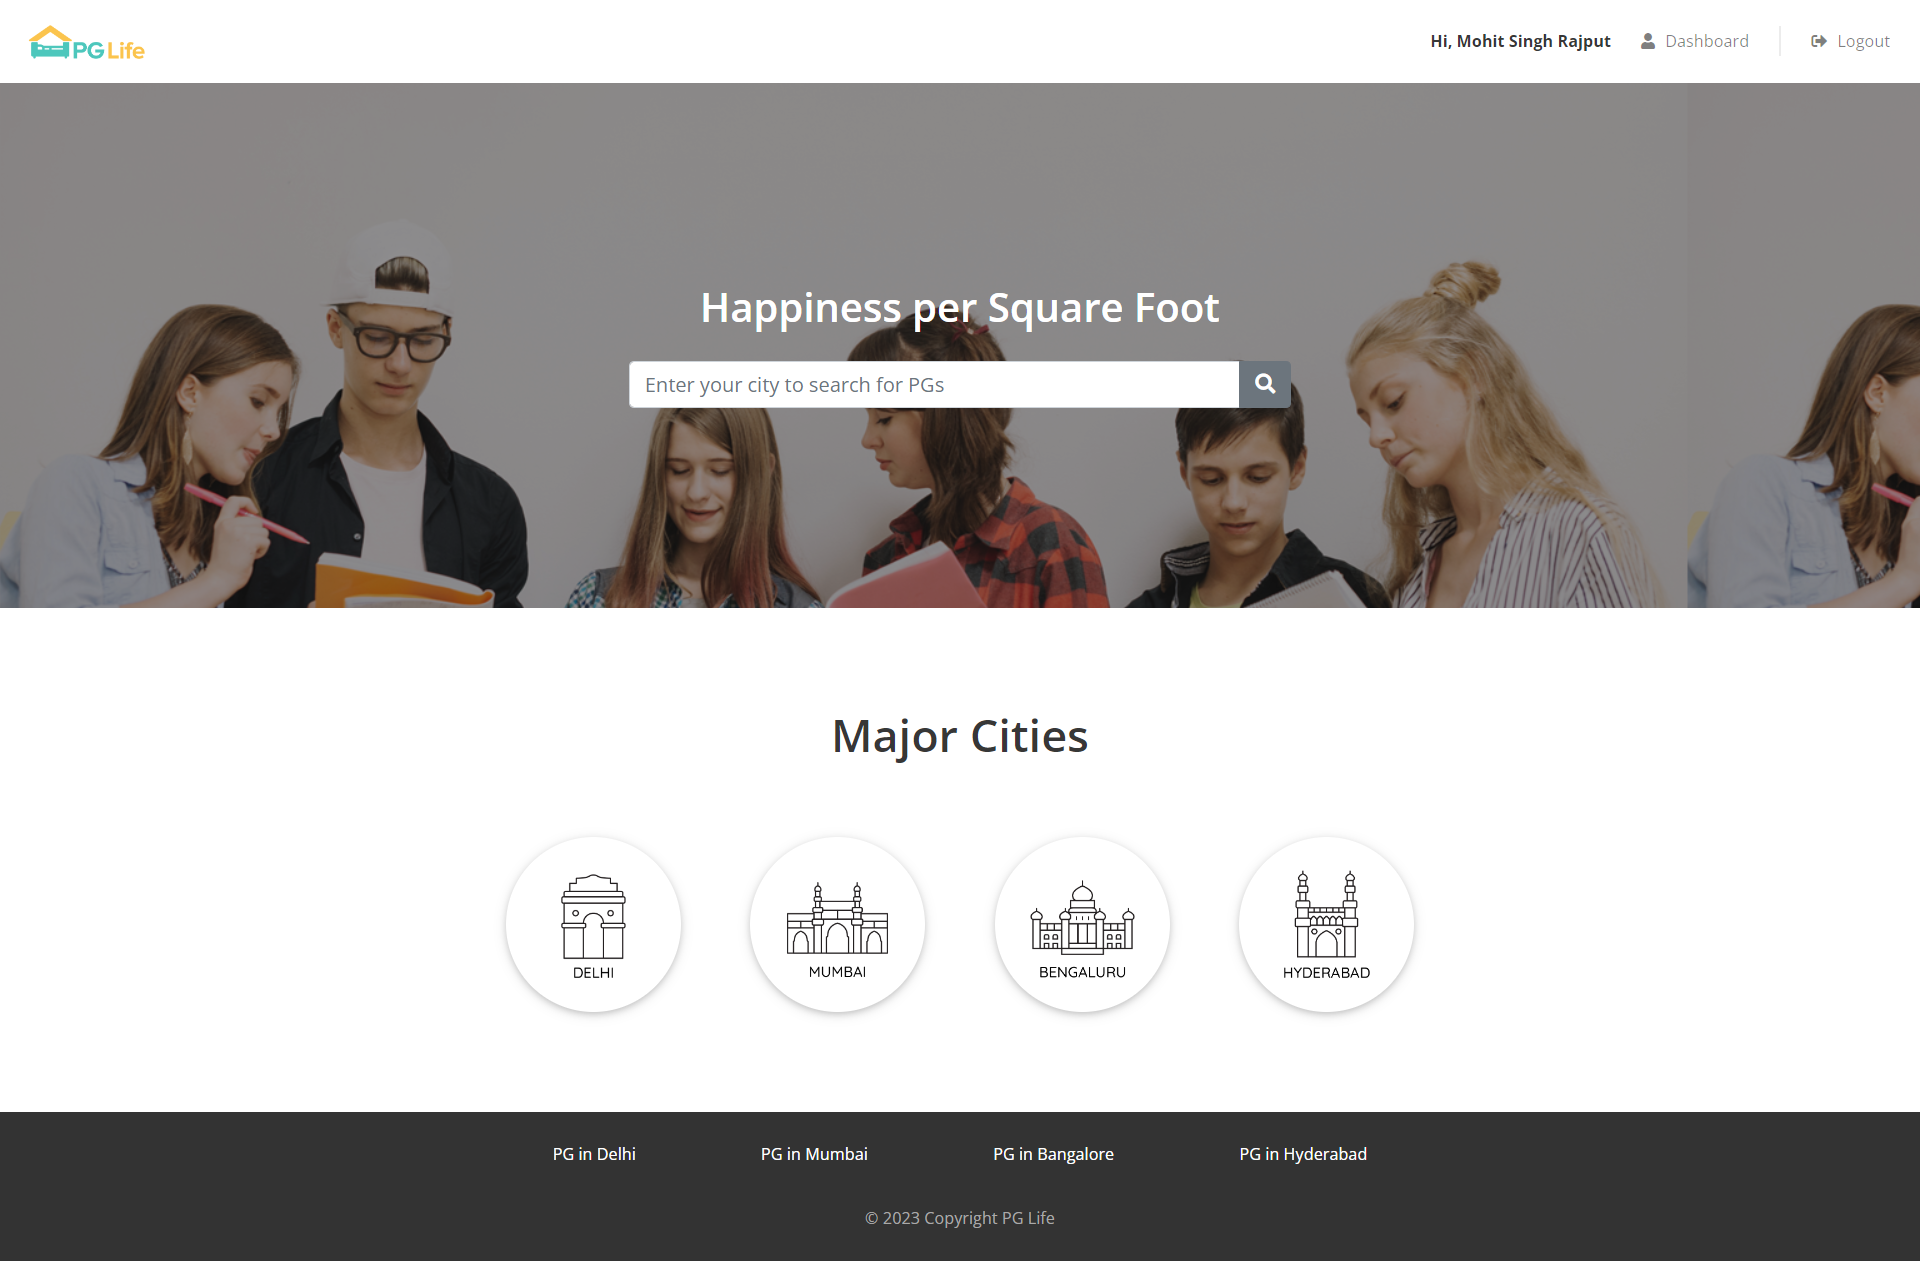 PG Life
Hi, Mohit Singh Rajput
Dashboard
Logout
Happiness per Square Foot
Enter your city to search for PGs
Major Cities
DELHI
MUMBAI
BENGALURU
HYDERABAD
PG in Delhi
PG in Mumbai
PG in Bangalore
PG in Hyderabad
© 2023 Copyright PG Life